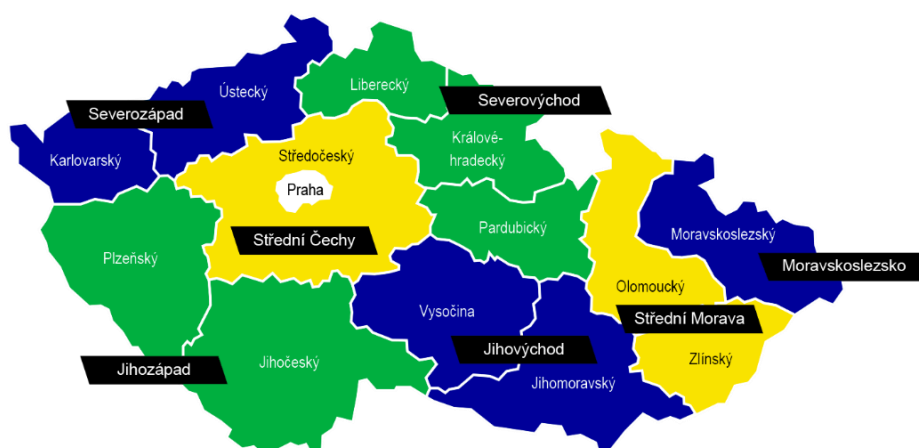 Ústecký
Liberecký
Severovýchod
Severozápad
Karlovarský
Středočeský
Králové-
hradecký
Praha
Střední Čechy
Pardubický
Plzeňský
Moravskoslezský
Moravskoslezsko
Olomoucký
Střední Morava
Vysočina
Jihovýchod
Zlínský
Jihozápad
Jihočeský
Jihomoravský